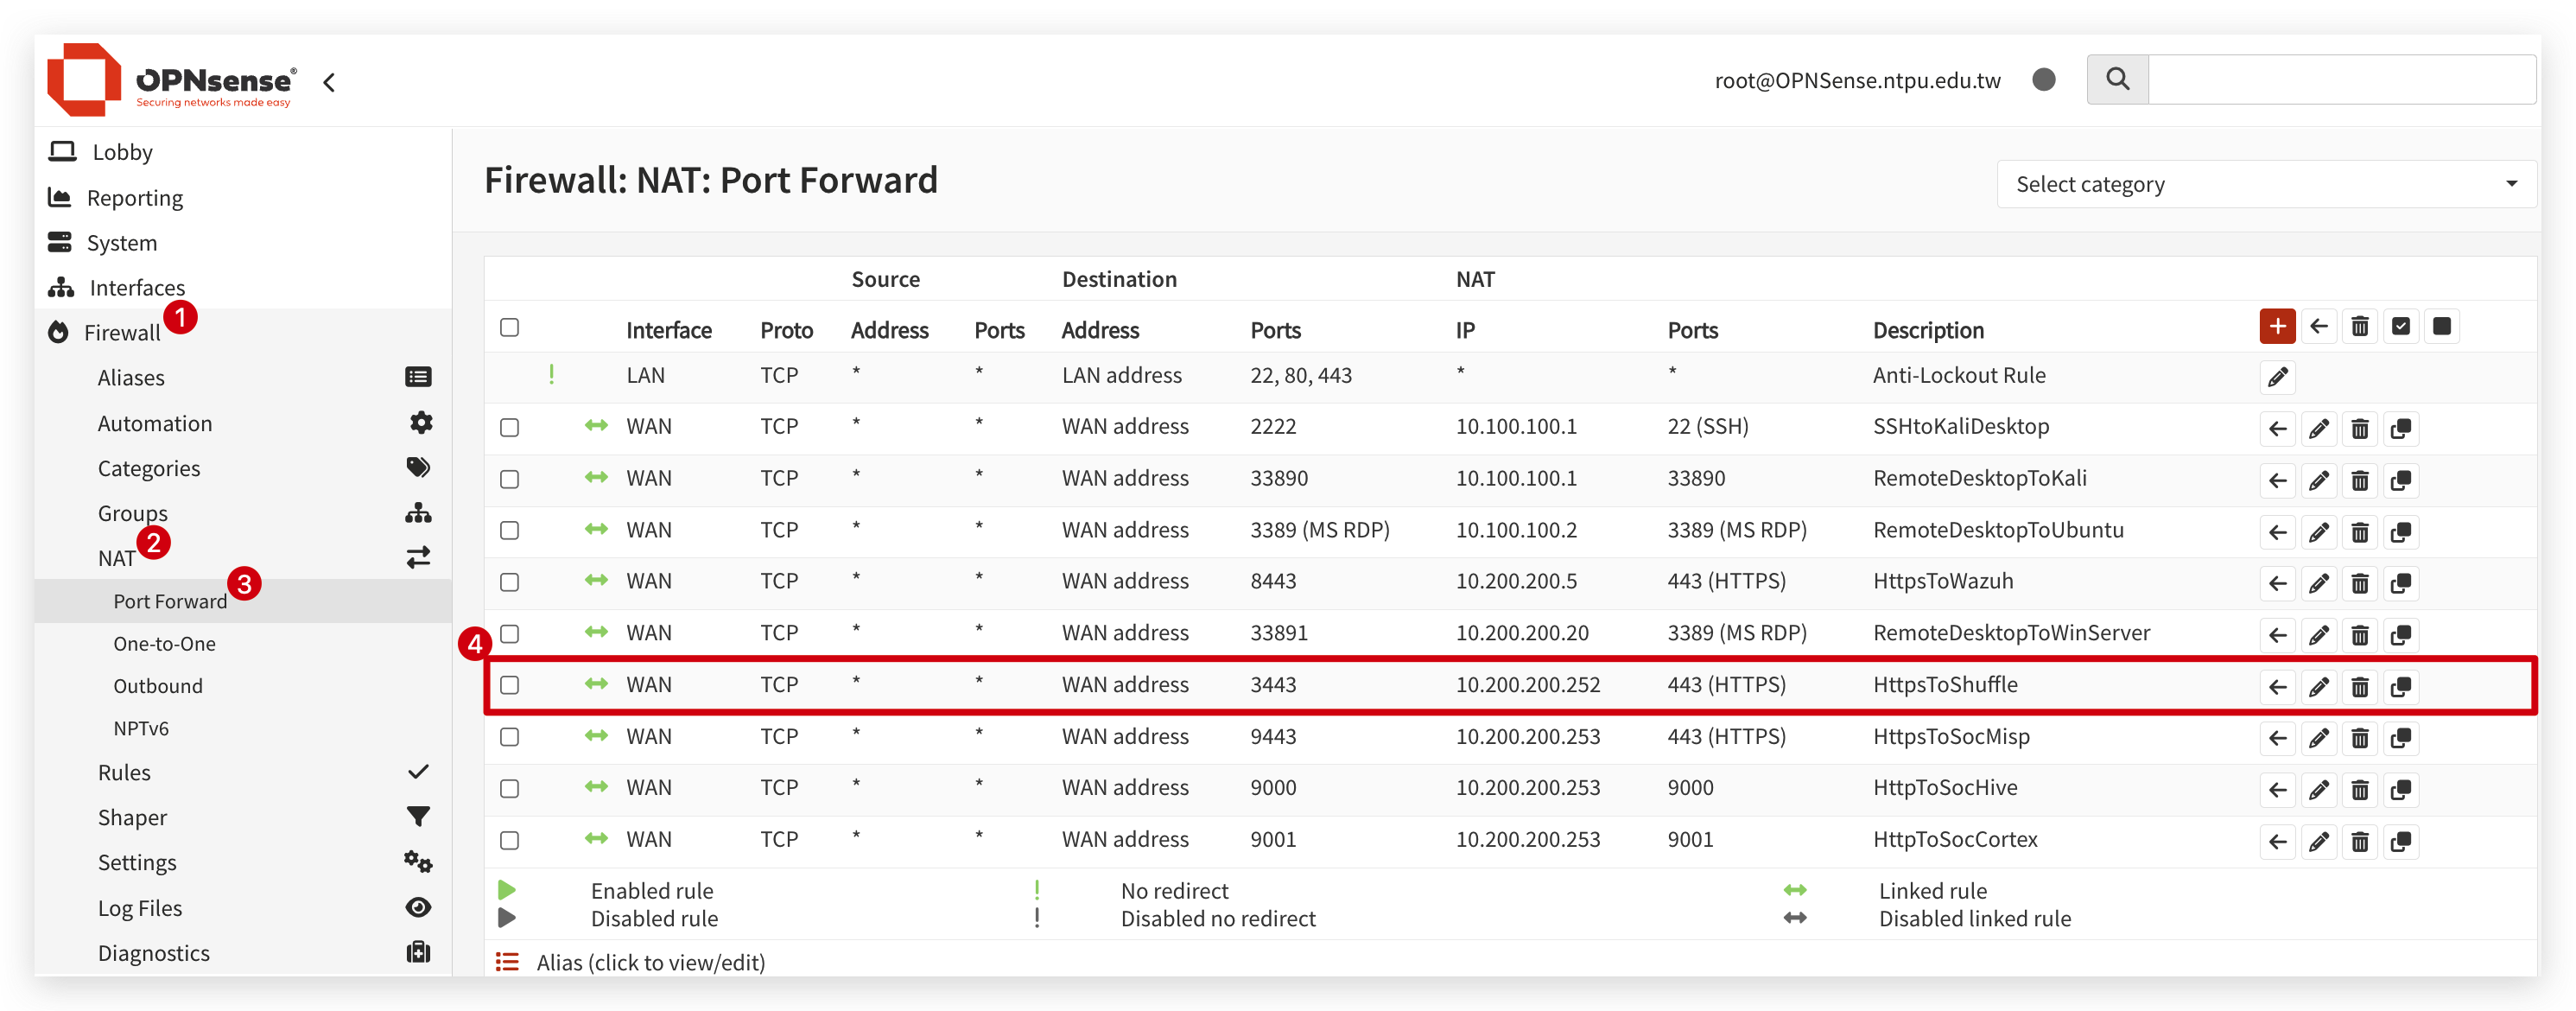 OPNsense®
Securing networks made easy
root@OPNSense.ntpu.edu.tw
Lobby
Reporting
System
Interfaces
Firewall 1
Aliases
Automation
Categories
Groups
NAT 2
Port Forward 3
One-to-One
Outbound
NPTv6
Rules
Shaper
Settings
Log Files
Diagnostics
Firewall: NAT: Port Forward
Select category
Source Destination NAT
Interface Proto Address Ports Address Ports IP Ports Description
! LAN TCP * * LAN address 22, 80, 443 * * Anti-Lockout Rule
WAN TCP * * WAN address 2222 10.100.100.1 22 (SSH) SSHtoKaliDesktop
WAN TCP * * WAN address 33890 10.100.100.1 33890 RemoteDesktopToKali
WAN TCP * * WAN address 3389 (MS RDP) 10.100.100.2 3389 (MS RDP) RemoteDesktopToUbuntu
WAN TCP * * WAN address 8443 10.200.200.5 443 (HTTPS) HttpsToWazuh
WAN TCP * * WAN address 33891 10.200.200.20 3389 (MS RDP) RemoteDesktopToWinServer
4 WAN TCP * * WAN address 3443 10.200.200.252 443 (HTTPS) HttpsToShuffle
WAN TCP * * WAN address 9443 10.200.200.253 443 (HTTPS) HttpsToSocMisp
WAN TCP * * WAN address 9000 10.200.200.253 9000 HttpToSocHive
WAN TCP * * WAN address 9001 10.200.200.253 9001 HttpToSocCortex
Enabled rule ! No redirect Linked rule
Disabled rule ! Disabled no redirect Disabled linked rule
Alias (click to view/edit)